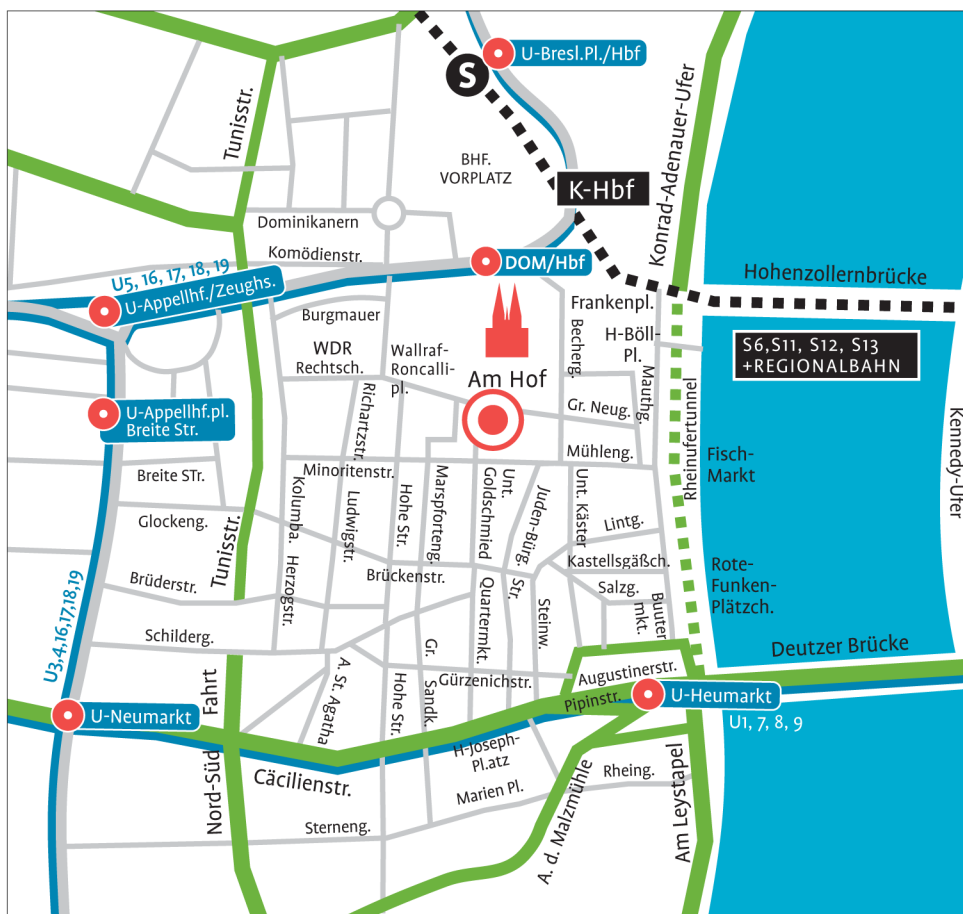 U-Bresl.Pl./Hbf
S
Tunisstr.
Konrad-Adenauer-Ufer
BHF.
VORPLATZ
K-Hbf
Dominikanern
Komödienstr.
DOM/Hbf
Hohenzollernbrücke
U5, 16, 17, 18, 19
U-Appellhf./Zeughs.
Burgmauer
Frankenpl.
H-Böll-
Pl.
Becherg.
S6,S11, S12, S13
+REGIONALBAHN
WDR
Rechtsch.
Wallraf-
Roncalli-
pl.
Am Hof
Mauthg.
Richartzstr.
Gr. Neug.
U-Appellhf.pl.
Breite Str.
Rheinufertunnel
Kennedy-Ufer
Mühleng.
Fisch-
Markt
Breite STr.
Minoritenstr.
Kolumba.
Ludwigstr.
Hohe Str.
Marspforteng.
Unt.
Goldschmied
Juden-Bürg.
Str.
Unt. Käster
Glockeng.
Tunisstr.
Lintg.
Kastellsgäßch.
Rote-
Funken-
Plätzch.
Brüderstr.
Herzogstr.
Brückenstr.
Salzg.
Buuter
mkt.
Quartermkt.
Steinw.
U3,4,16,17,18,19
Schilderg.
Deutzer Brücke
A. St. Agatha
Hohe Str.
Gr.
Sandk.
Gürzenichstr.
Augustinerstr.
Pipinstr.
U-Heumarkt
U1, 7, 8, 9
U-Neumarkt
Nord-Süd Fahrt
Cäcilienstr.
H-Joseph-
Pl.atz
Marien Pl.
Rheing.
A. d. Malzmühle
Am Leystapel
Sterneng.